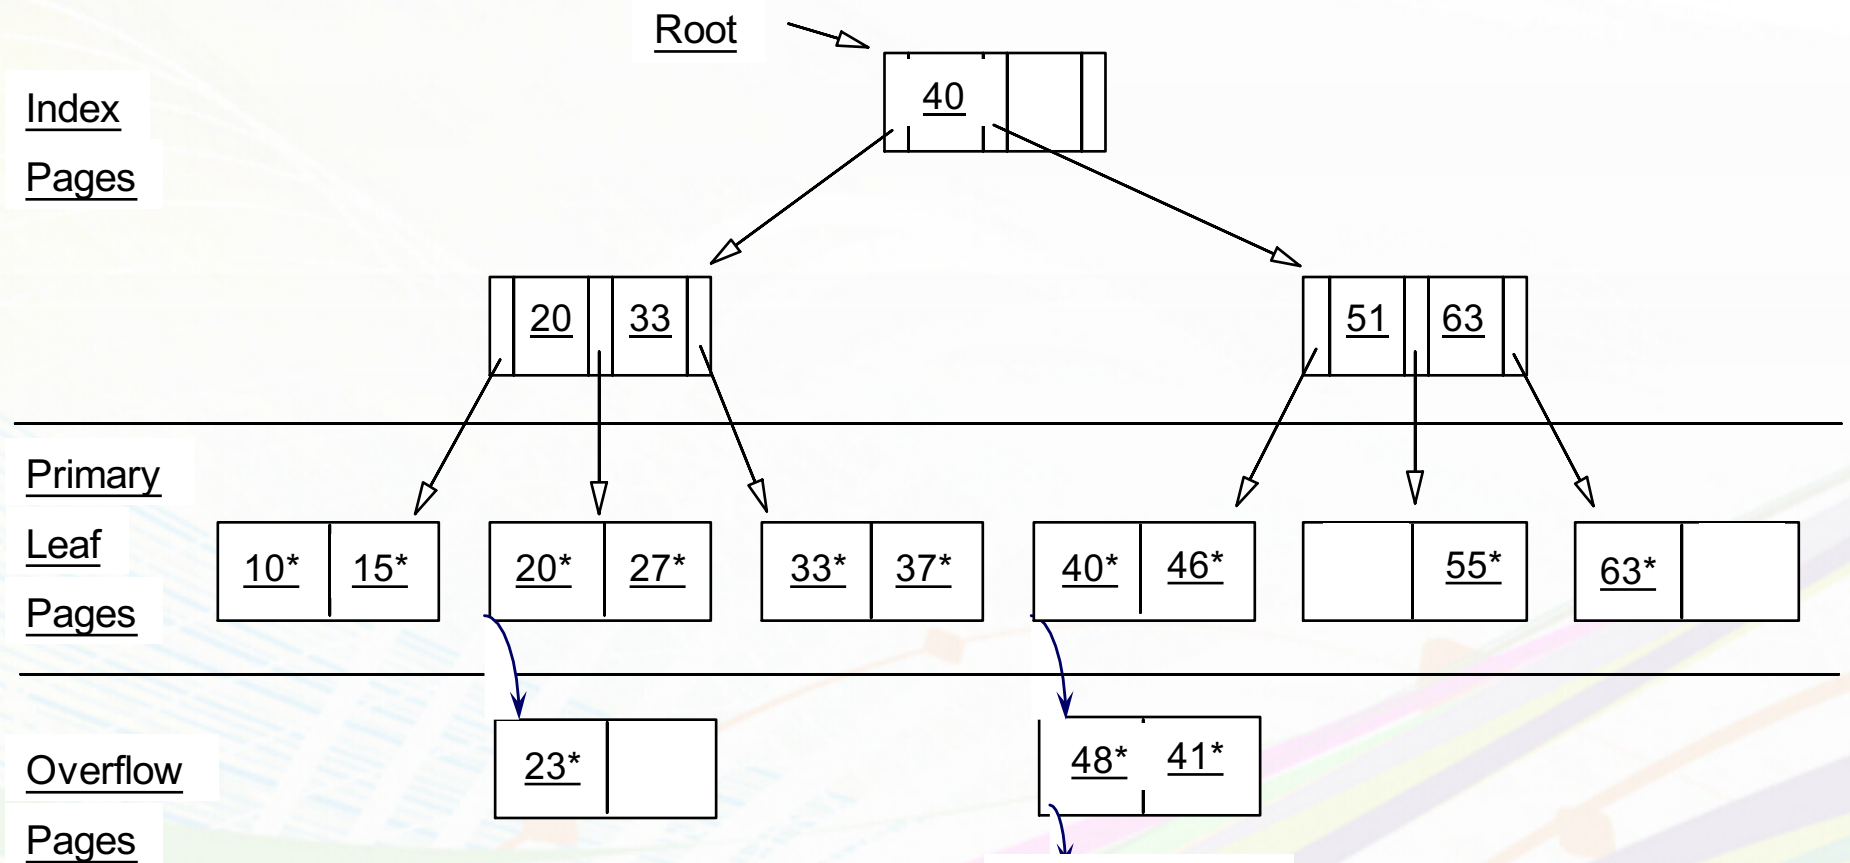 Root
Index
Pages
40
20 33
51 63
Primary
Leaf
Pages
10* 15*
20* 27*
33* 37*
40* 46*
55*
63*
Overflow
Pages
23*
48* 41*